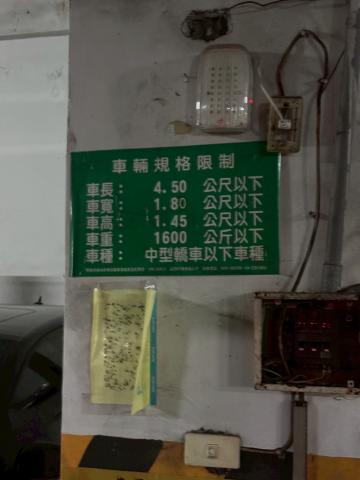 車輛規格限制
車長： 4.50 公尺以下
車寬： 1.80 公尺以下
車高： 1.45 公尺以下
車重： 1600 公斤以下
車種： 中型轎車以下車種